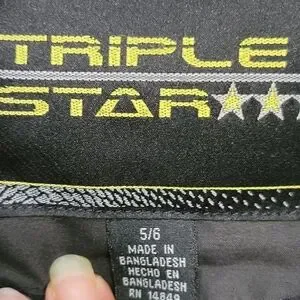 TRIPLE
STAR
5/6
MADE IN
BANGLADESH
HECHO EN
BANGLADESH
RN 14849